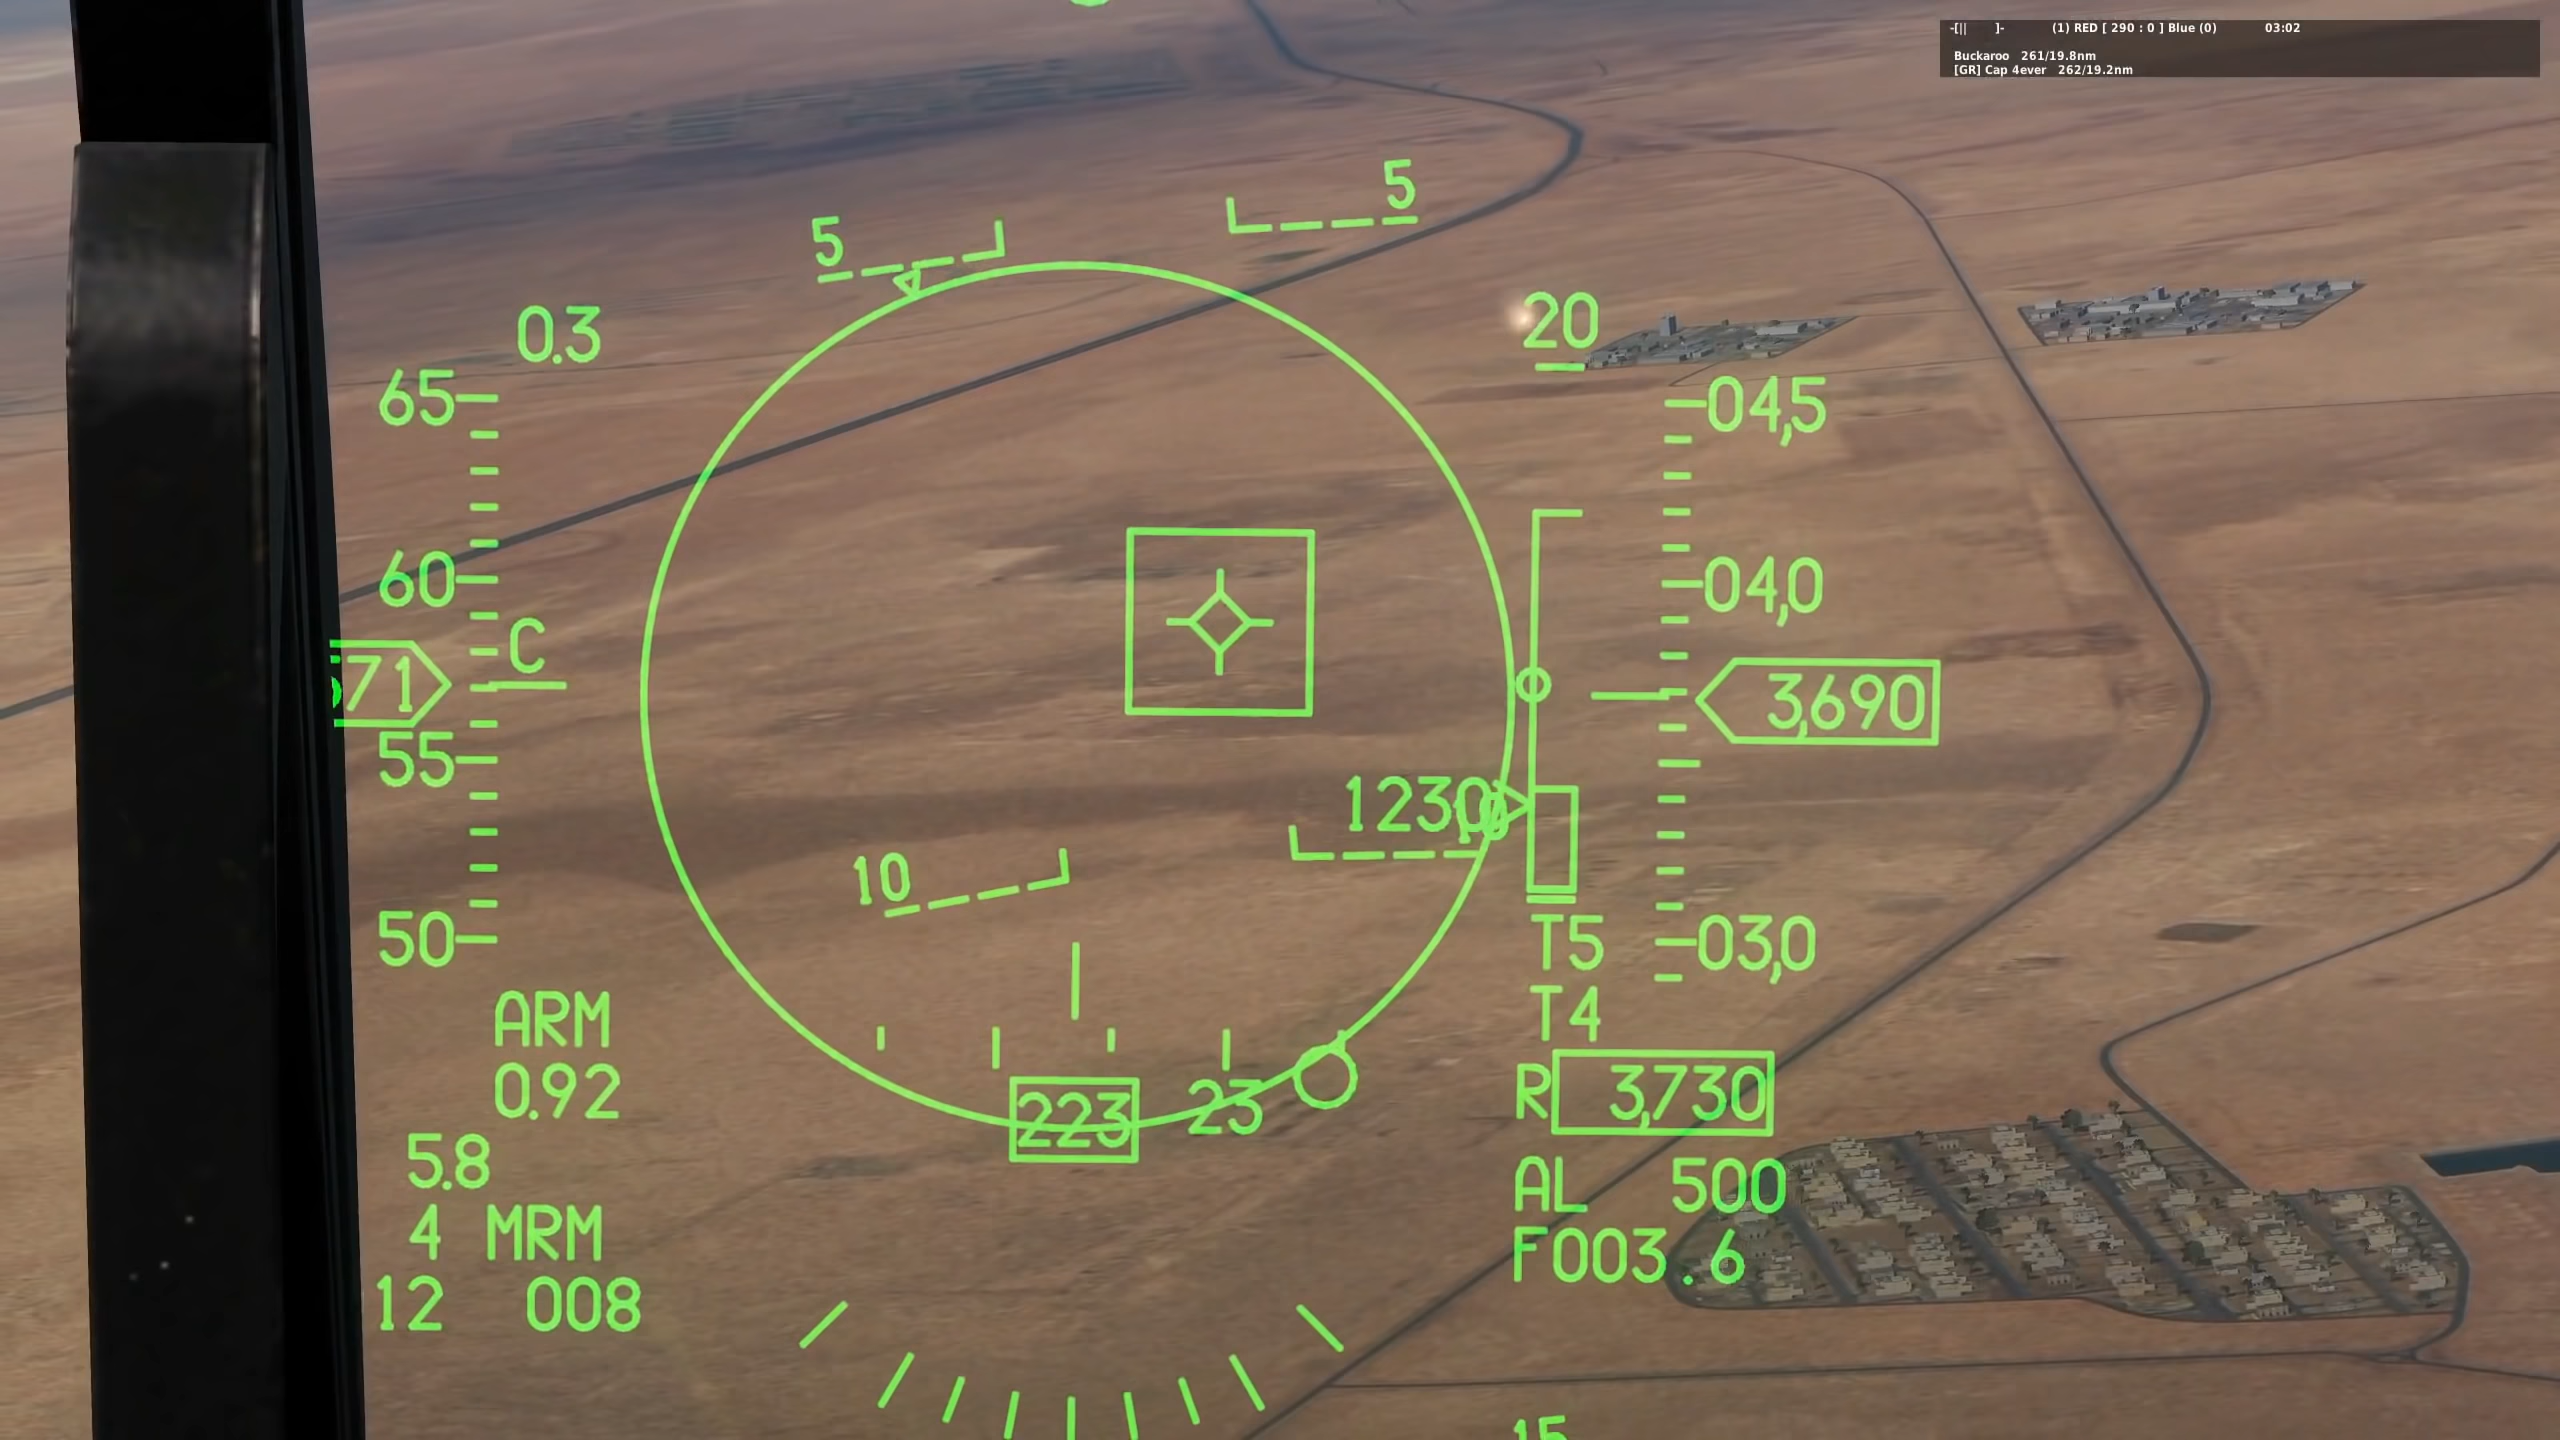 -[|| ]- (1) RED [ 290 : 0 ] Blue (0) 03:02
Buckaroo 261/19.8nm
[GR] Cap 4ever 262/19.2nm
5
5
0.3
20
65
04,5
60
04,0
C
71
3,690
55
1230
10
50
T5
03,0
T4
ARM
0.92
R 3,730
223
23
5.8
AL 500
4 MRM
F003.6
12 008
15